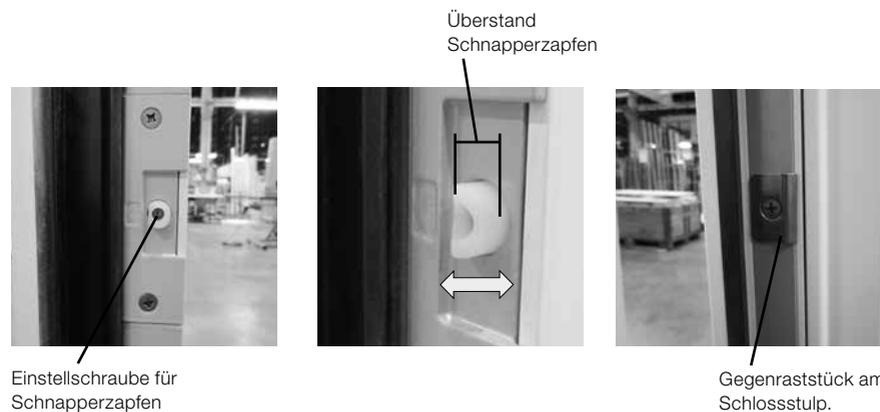 Überstand
Schnapperzapfen
Einstellschraube für
Schnapperzapfen
Gegenraststück am
Schlossstulp.